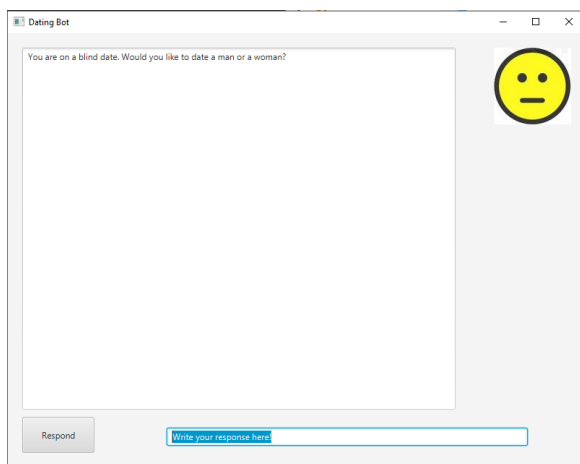 Dating Bot
You are on a blind date. Would you like to date a man or a woman?
Respond
Write your response here!